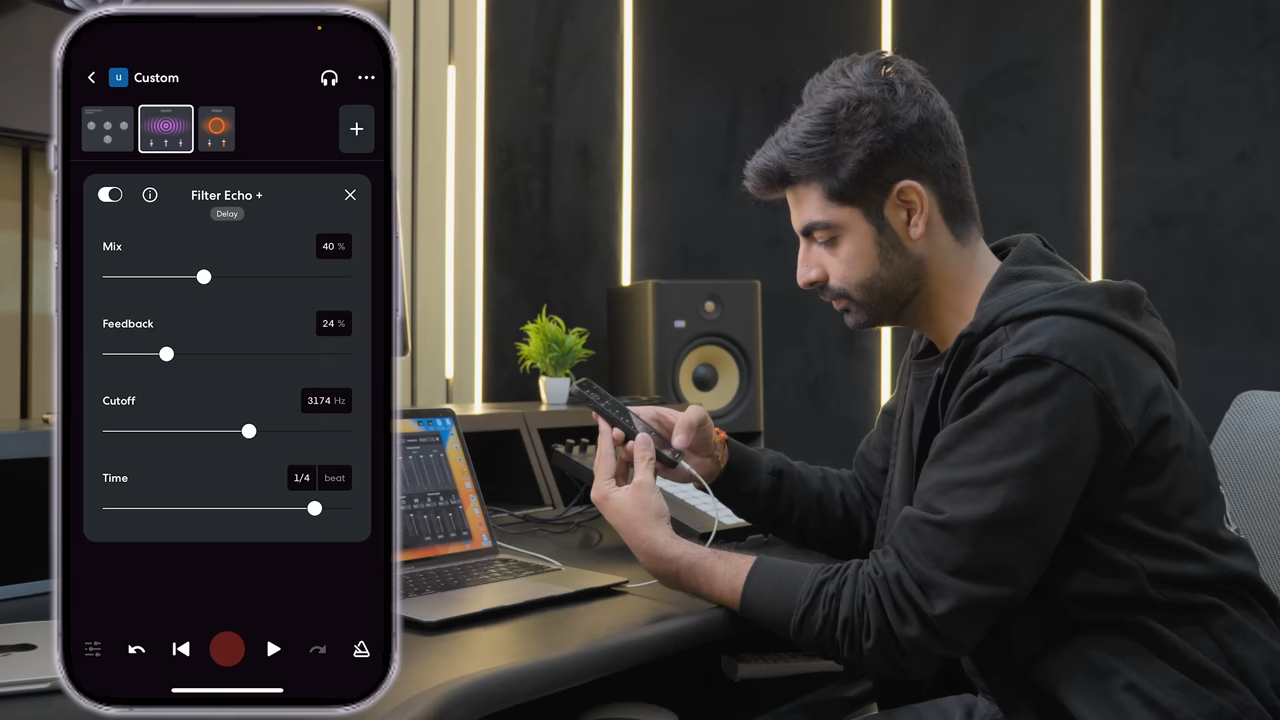 u Custom
Filter Echo +
Delay
Mix 40 %
Feedback 24 %
Cutoff 3174 Hz
Time 1/4 beat